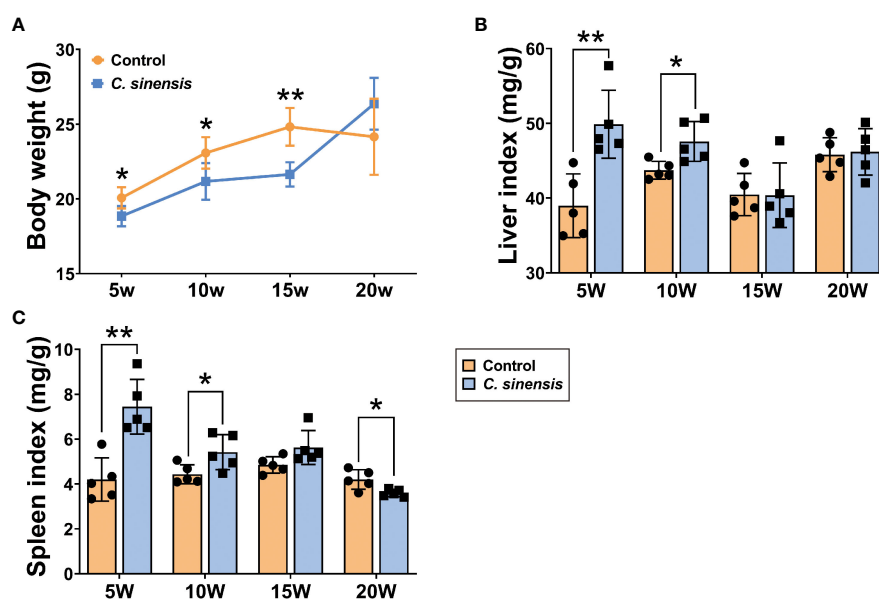 A
Body weight (g)
30
25
20
15
Control
C. sinensis
*
*
**
5w
10w
15w
20w
B
Liver index (mg/g)
60
50
40
30
**
*
5W
10W
15W
20W
C
Spleen index (mg/g)
10
8
6
4
2
0
**
*
*
5W
10W
15W
20W
Control
C. sinensis